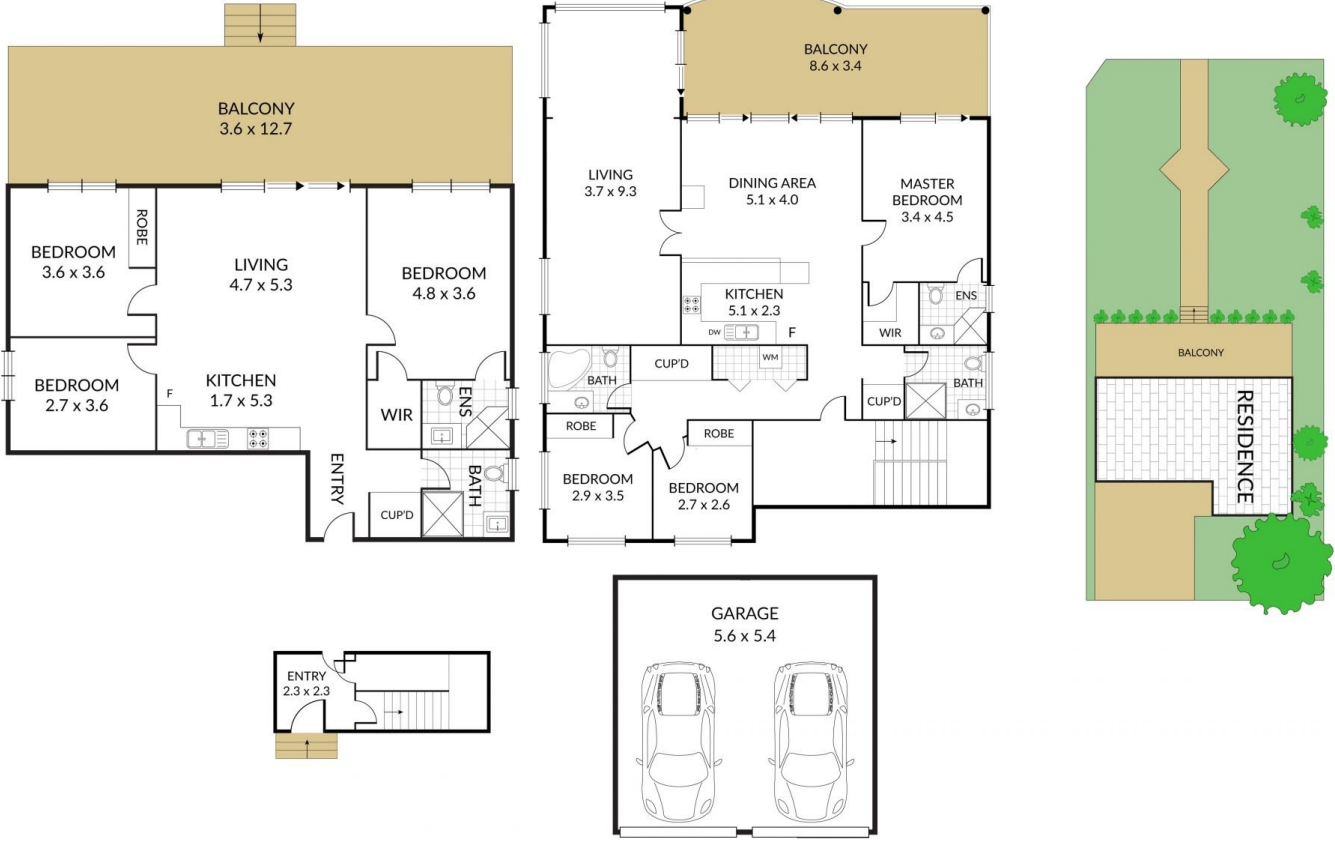 BALCONY
3.6 x 12.7
BEDROOM
3.6 x 3.6
ROBE
LIVING
4.7 x 5.3
BEDROOM
4.8 x 3.6
BEDROOM
2.7 x 3.6
F
KITCHEN
1.7 x 5.3
WIR
ENS
ENTRY
BATH
CUP'D
BALCONY
8.6 x 3.4
LIVING
3.7 x 9.3
DINING AREA
5.1 x 4.0
MASTER
BEDROOM
3.4 x 4.5
KITCHEN
5.1 x 2.3
DW
F
ENS
WIR
BATH
CUP'D
WM
BATH
CUP'D
ROBE
ROBE
BEDROOM
2.9 x 3.5
BEDROOM
2.7 x 2.6
ENTRY
2.3 x 2.3
GARAGE
5.6 x 5.4
BALCONY
RESIDENCE